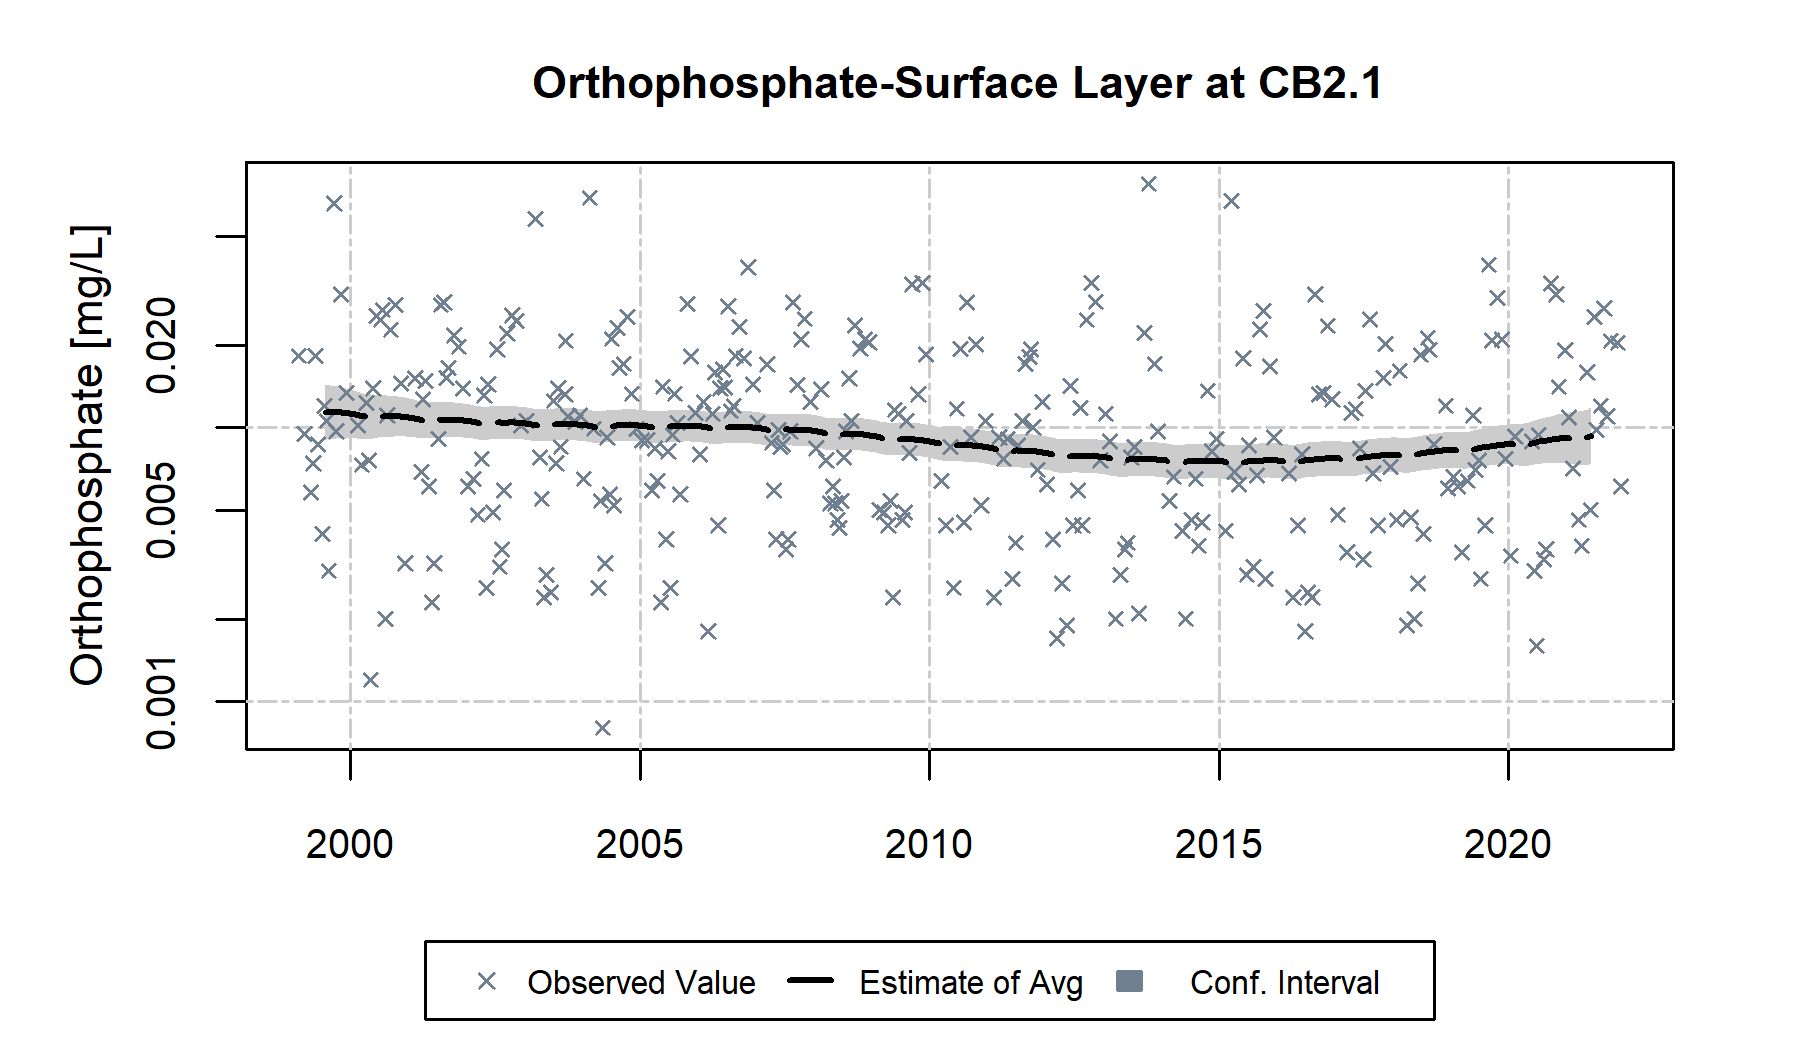 Orthophosphate-Surface Layer at CB2.1
Orthophosphate [mg/L]
0.020
0.005
0.001
2000 2005 2010 2015 2020
Observed Value Estimate of Avg Conf. Interval